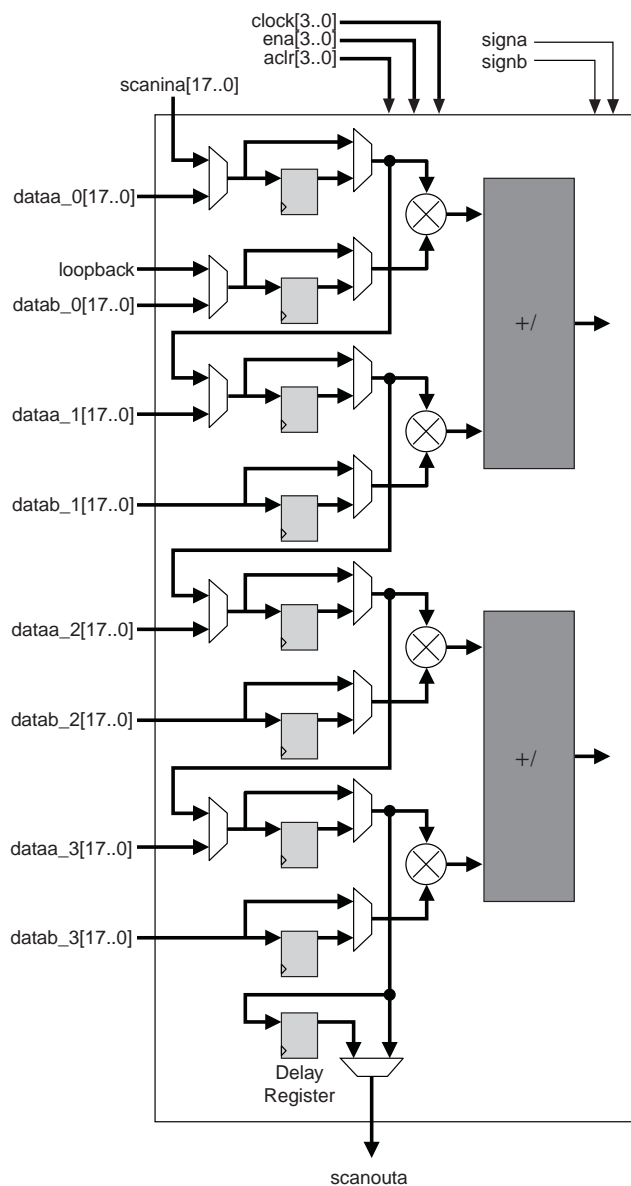 clock[3..0]
ena[3..0]
aclr[3..0]
signa
signb
scanina[17..0]
dataa_0[17..0]
loopback
datab_0[17..0]
+/
dataa_1[17..0]
datab_1[17..0]
dataa_2[17..0]
datab_2[17..0]
+/
dataa_3[17..0]
datab_3[17..0]
Delay
Register
scanouta